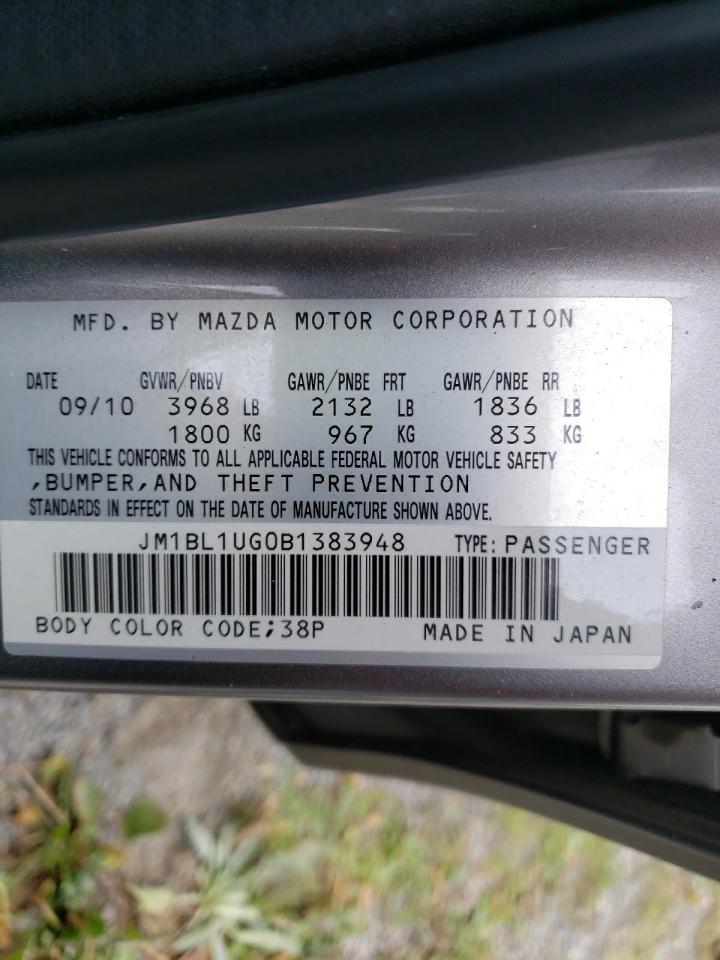 MFD. BY MAZDA MOTOR CORPORATION
DATE GVWR/PNBV GAWR/PNBE FRT GAWR/PNBE RR
09/10 3968 LB 2132 LB 1836 LB
1800 KG 967 KG 833 KG
THIS VEHICLE CONFORMS TO ALL APPLICABLE FEDERAL MOTOR VEHICLE SAFETY
,BUMPER,AND THEFT PREVENTION
STANDARDS IN EFFECT ON THE DATE OF MANUFACTURE SHOWN ABOVE.
JM1BL1UG0B1383948 TYPE: PASSENGER
BODY COLOR CODE;38P MADE IN JAPAN